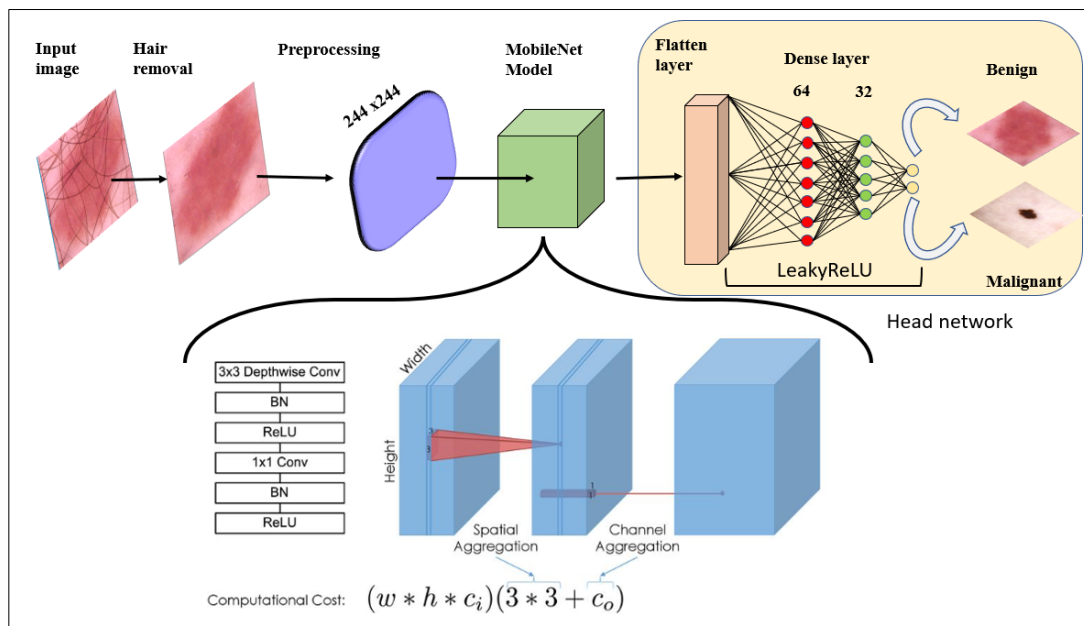 Input
image
Hair
removal
Preprocessing
244 x244
MobileNet
Model
Flatten
layer
Dense layer
64
32
Benign
LeakyReLU
Malignant
Head network
3x3 Depthwise Conv
BN
ReLU
1x1 Conv
BN
ReLU
Width
Height
3
3
1
1
Spatial
Aggregation
Channel
Aggregation
Computational Cost: (w * h * c_i)(3 * 3 + c_o)